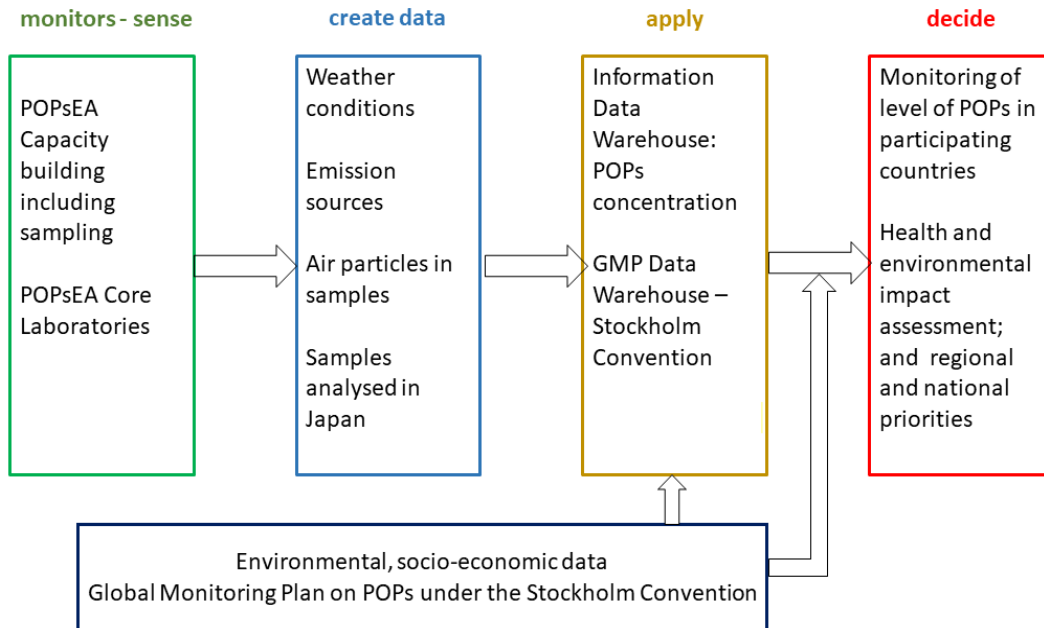 monitors - sense
create data
apply
decide
POPsEA
Capacity
building
including
sampling
POPsEA Core
Laboratories
Weather
conditions
Emission
sources
Air particles in
samples
Samples
analysed in
Japan
Information
Data
Warehouse:
POPs
concentration
GMP Data
Warehouse –
Stockholm
Convention
Monitoring of
level of POPs in
participating
countries
Health and
environmental
impact
assessment;
and regional
and national
priorities
Environmental, socio-economic data
Global Monitoring Plan on POPs under the Stockholm Convention